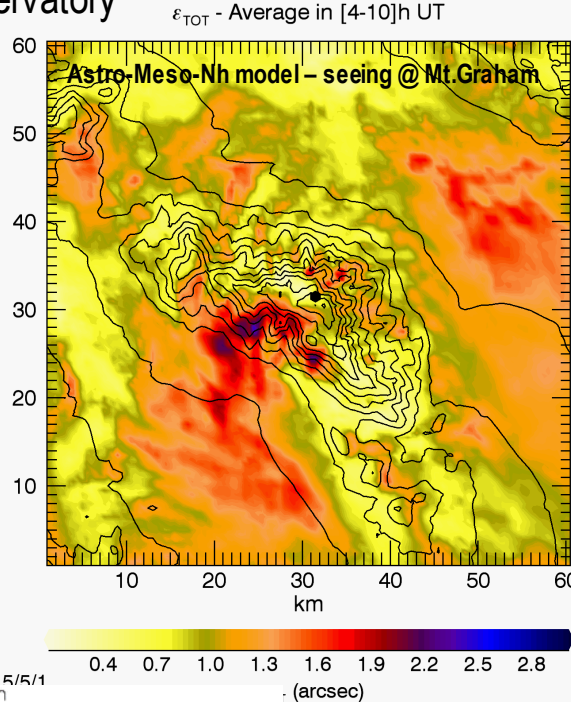 ervatory
εTOT - Average in [4-10]h UT
Astro-Meso-Nh model – seeing @ Mt.Graham
60
50
40
30
20
10
10 20 30 40 50 60
km
0.4 0.7 1.0 1.3 1.6 1.9 2.2 2.5 2.8
5/5/1
(arcsec)